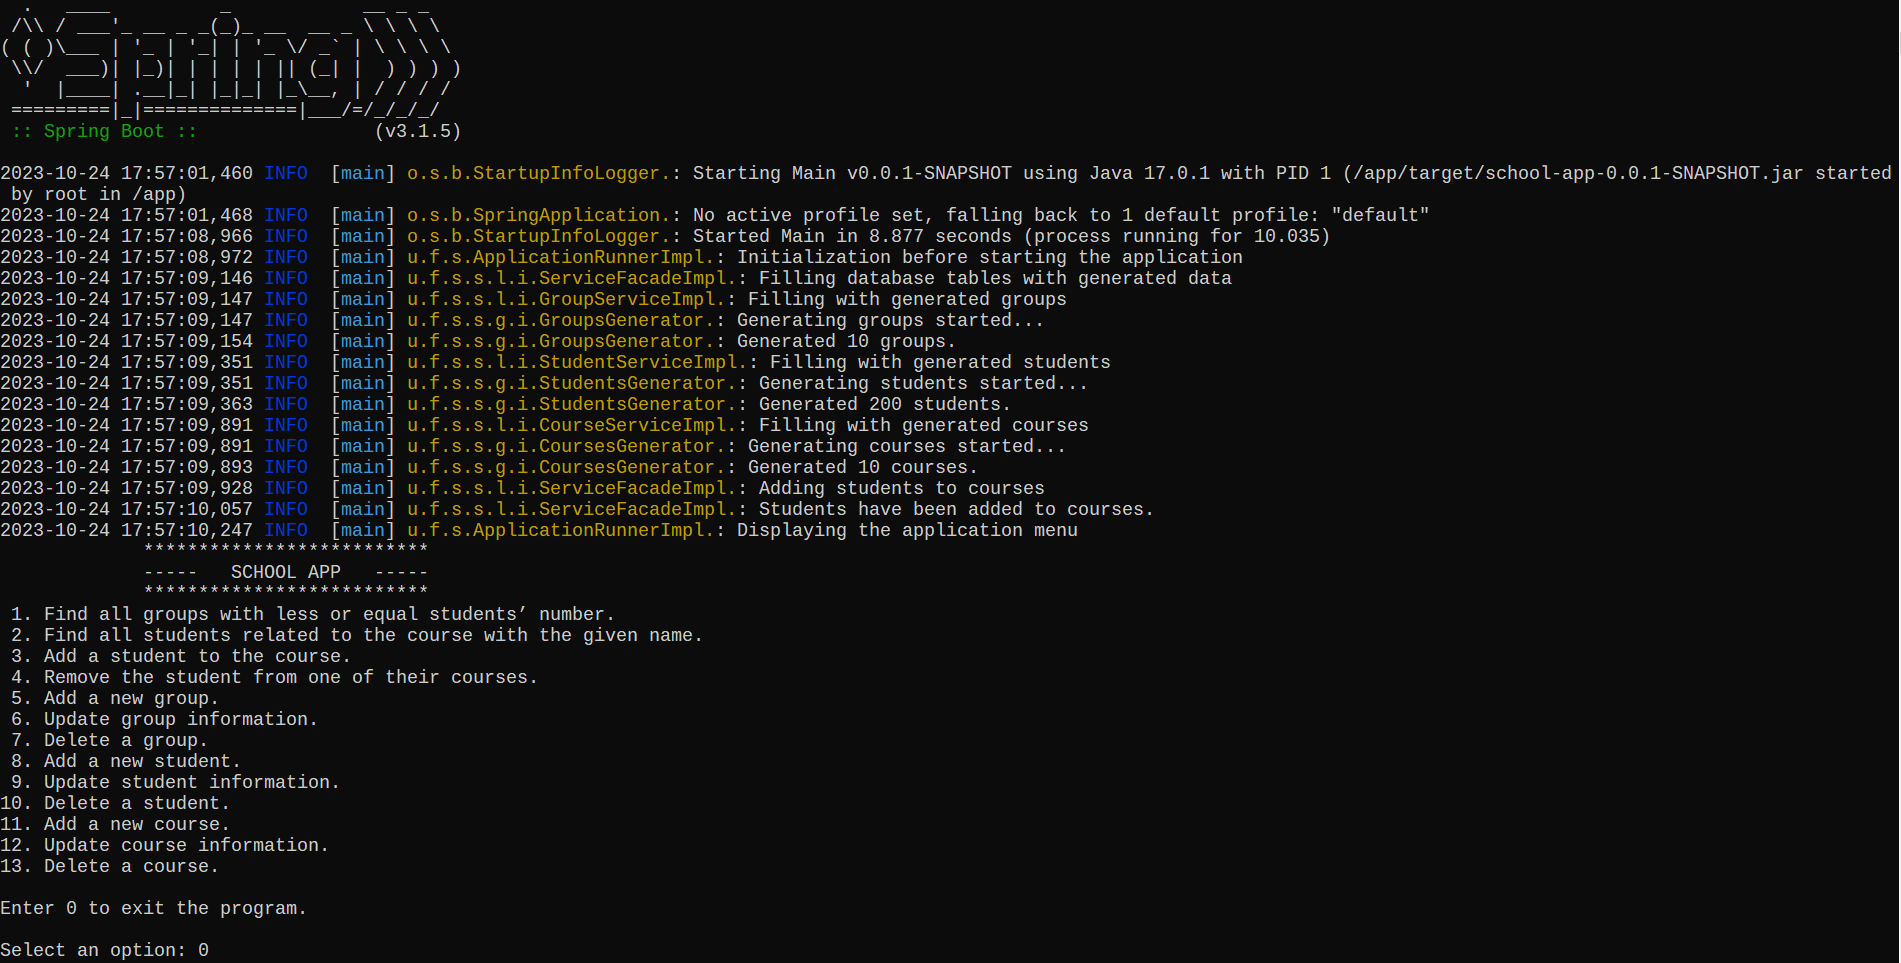 .   ____          _            __ _ _
 /\\ / ___'_ __ _ _(_)_ __  __ _ \ \ \ \
( ( )\___ | '_ | '_| | '_ \/ _` | \ \ \ \
 \\/  ___)| |_)| | | | | || (_| |  ) ) ) )
  '  |____| .__|_| |_|_| |_\__, | / / / /
 =========|_|==============|___/=/_/_/_/
 :: Spring Boot ::                (v3.1.5)
2023-10-24 17:57:01,460 INFO  [main] o.s.b.StartupInfoLogger.: Starting Main v0.0.1-SNAPSHOT using Java 17.0.1 with PID 1 (/app/target/school-app-0.0.1-SNAPSHOT.jar started
 by root in /app)
2023-10-24 17:57:01,468 INFO  [main] o.s.b.SpringApplication.: No active profile set, falling back to 1 default profile: "default"
2023-10-24 17:57:08,966 INFO  [main] o.s.b.StartupInfoLogger.: Started Main in 8.877 seconds (process running for 10.035)
2023-10-24 17:57:08,972 INFO  [main] u.f.s.ApplicationRunnerImpl.: Initialization before starting the application
2023-10-24 17:57:09,146 INFO  [main] u.f.s.s.l.i.ServiceFacadeImpl.: Filling database tables with generated data
2023-10-24 17:57:09,147 INFO  [main] u.f.s.s.l.i.GroupServiceImpl.: Filling with generated groups
2023-10-24 17:57:09,147 INFO  [main] u.f.s.s.g.i.GroupsGenerator.: Generating groups started...
2023-10-24 17:57:09,154 INFO  [main] u.f.s.s.g.i.GroupsGenerator.: Generated 10 groups.
2023-10-24 17:57:09,351 INFO  [main] u.f.s.s.l.i.StudentServiceImpl.: Filling with generated students
2023-10-24 17:57:09,351 INFO  [main] u.f.s.s.g.i.StudentsGenerator.: Generating students started...
2023-10-24 17:57:09,363 INFO  [main] u.f.s.s.g.i.StudentsGenerator.: Generated 200 students.
2023-10-24 17:57:09,891 INFO  [main] u.f.s.s.l.i.CourseServiceImpl.: Filling with generated courses
2023-10-24 17:57:09,891 INFO  [main] u.f.s.s.g.i.CoursesGenerator.: Generating courses started...
2023-10-24 17:57:09,893 INFO  [main] u.f.s.s.g.i.CoursesGenerator.: Generated 10 courses.
2023-10-24 17:57:09,928 INFO  [main] u.f.s.s.l.i.ServiceFacadeImpl.: Adding students to courses
2023-10-24 17:57:10,057 INFO  [main] u.f.s.s.l.i.ServiceFacadeImpl.: Students have been added to courses.
2023-10-24 17:57:10,247 INFO  [main] u.f.s.ApplicationRunnerImpl.: Displaying the application menu
             **************************
             -----   SCHOOL APP   -----
             **************************
 1. Find all groups with less or equal students’ number.
 2. Find all students related to the course with the given name.
 3. Add a student to the course.
 4. Remove the student from one of their courses.
 5. Add a new group.
 6. Update group information.
 7. Delete a group.
 8. Add a new student.
 9. Update student information.
10. Delete a student.
11. Add a new course.
12. Update course information.
13. Delete a course.
Enter 0 to exit the program.
Select an option: 0